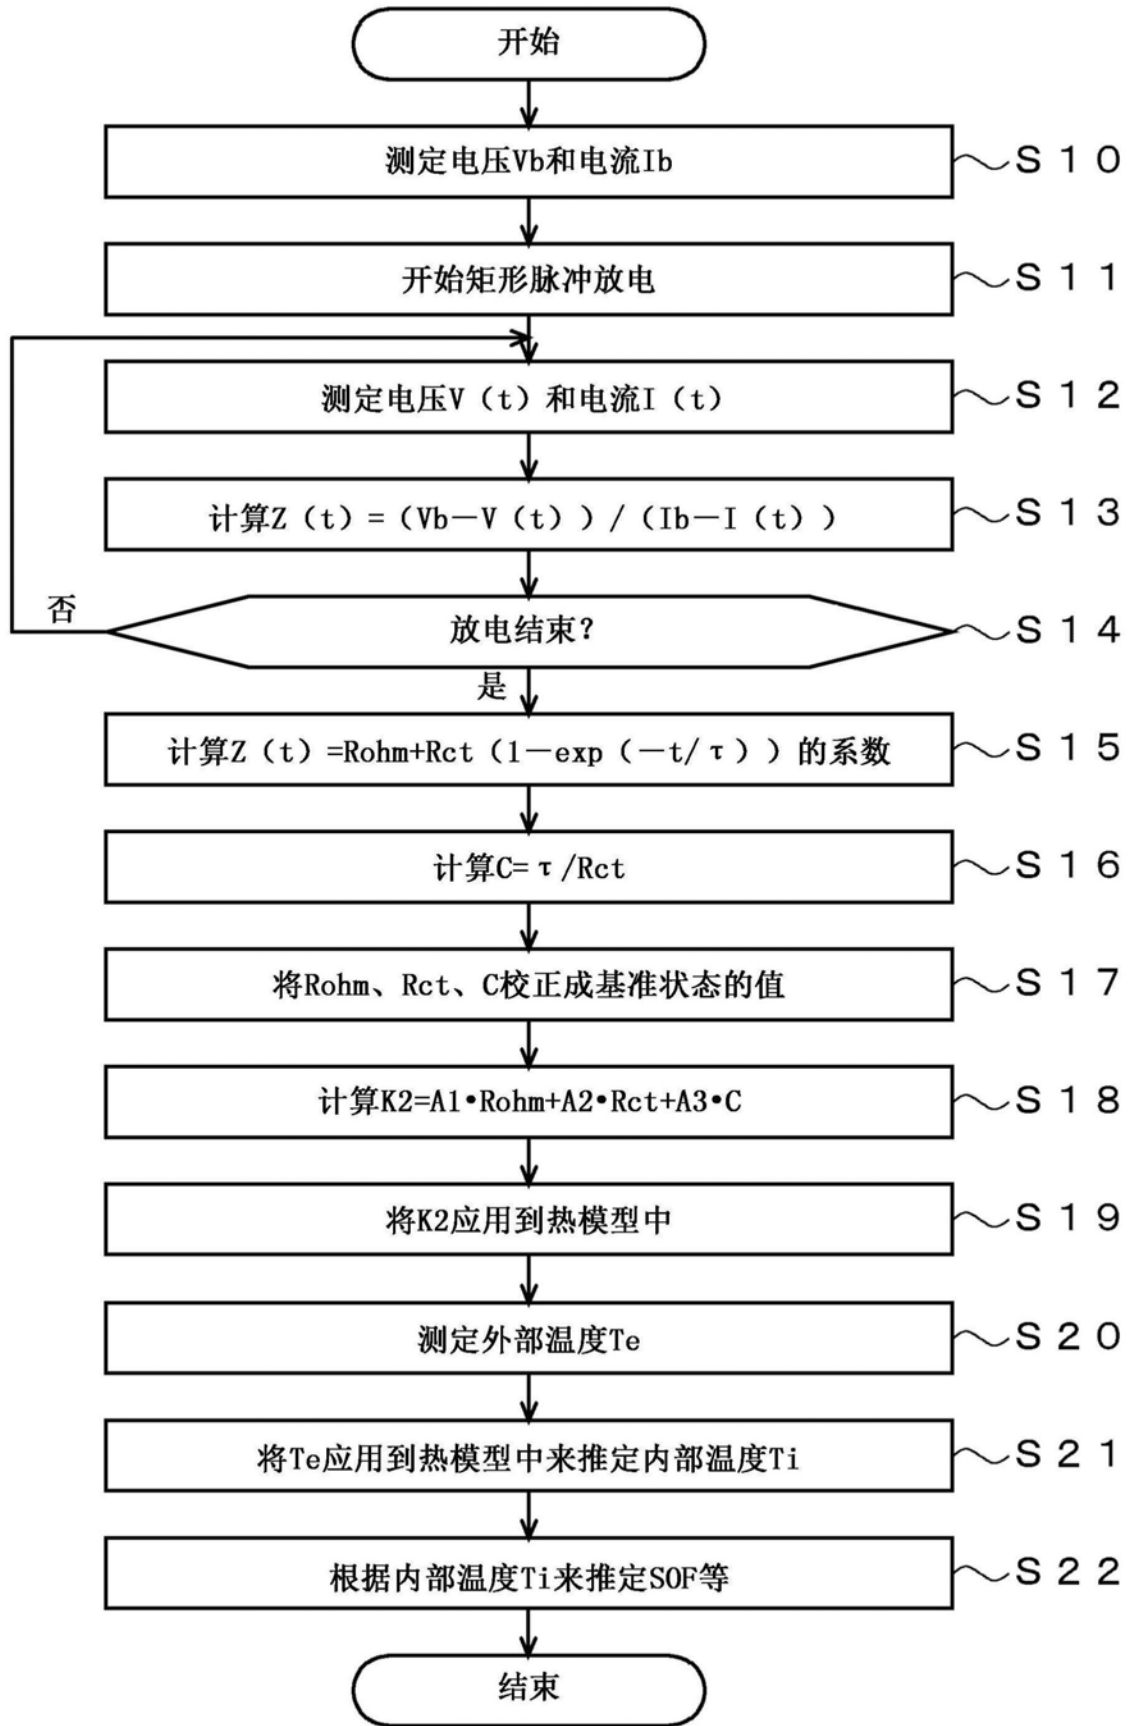 开始
测定电压Vb和电流Ib
S10
开始矩形脉冲放电
S11
测定电压V（t）和电流I（t）
S12
计算Z（t）=（Vb－V（t））/（Ib－I（t））
S13
否
放电结束?
S14
是
计算Z（t）=Rohm+Rct（1－exp（－t/τ））的系数
S15
计算C=τ/Rct
S16
将Rohm、Rct、C校正成基准状态的值
S17
计算K2=A1•Rohm+A2•Rct+A3•C
S18
将K2应用到热模型中
S19
测定外部温度Te
S20
将Te应用到热模型中来推定内部温度Ti
S21
根据内部温度Ti来推定SOF等
S22
结束